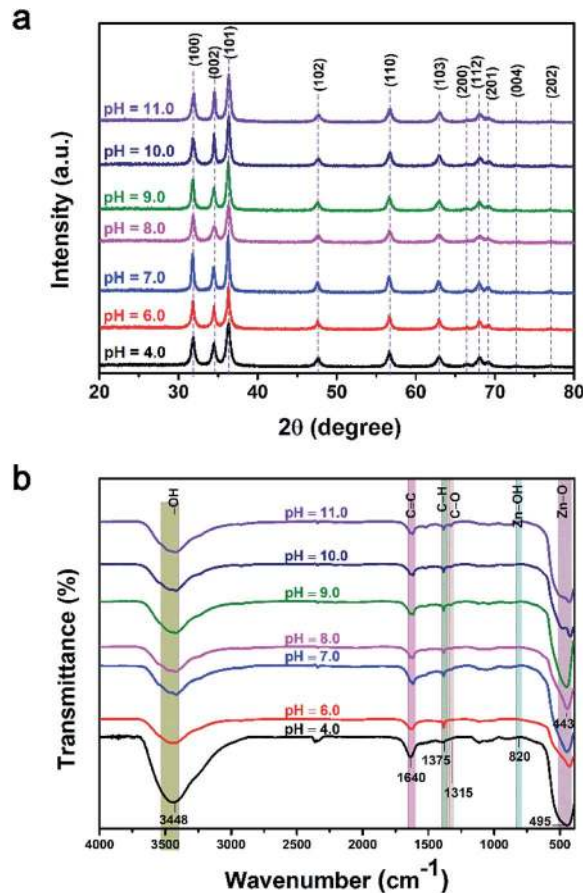 a
(100)
(002)
(101)
(102)
(110)
(103)
(200)
(112)
(201)
(004)
(202)
pH = 11.0
pH = 10.0
pH = 9.0
pH = 8.0
pH = 7.0
pH = 6.0
pH = 4.0
Intensity (a.u.)
20 30 40 50 60 70 80
2θ (degree)
b
–OH
C–C
C–H
C–O
Zn–OH
Zn–O
pH = 11.0
pH = 10.0
pH = 9.0
pH = 8.0
pH = 7.0
pH = 6.0
pH = 4.0
3448
1640
1375
1315
820
443
495
Transmittance (%)
4000 3500 3000 2500 2000 1500 1000 500
Wavenumber (cm⁻¹)